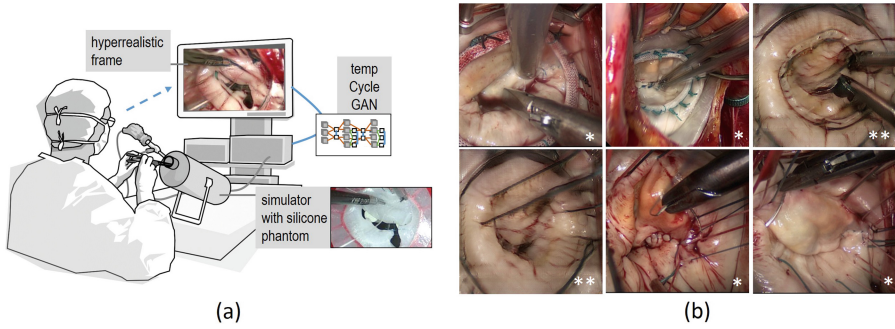 hyperrealistic
frame
temp
Cycle
GAN
simulator
with silicone
phantom
(a)
*
*
**
**
*
*
(b)